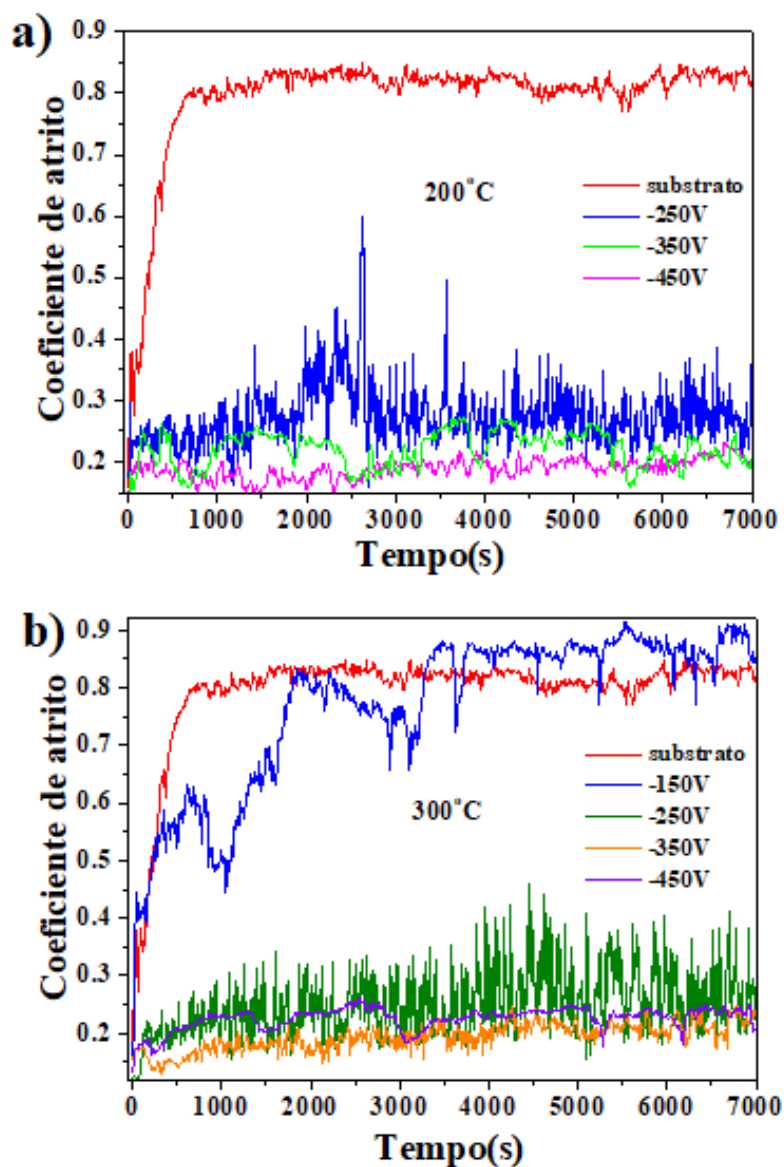 a)
0.9
0.8
0.7
0.6
0.5
0.4
0.3
0.2
Coeficiente de atrito
200°C
substrato
-250V
-350V
-450V
0 1000 2000 3000 4000 5000 6000 7000
Tempo(s)
b)
0.9
0.8
0.7
0.6
0.5
0.4
0.3
0.2
Coeficiente de atrito
300°C
substrato
-150V
-250V
-350V
-450V
0 1000 2000 3000 4000 5000 6000 7000
Tempo(s)